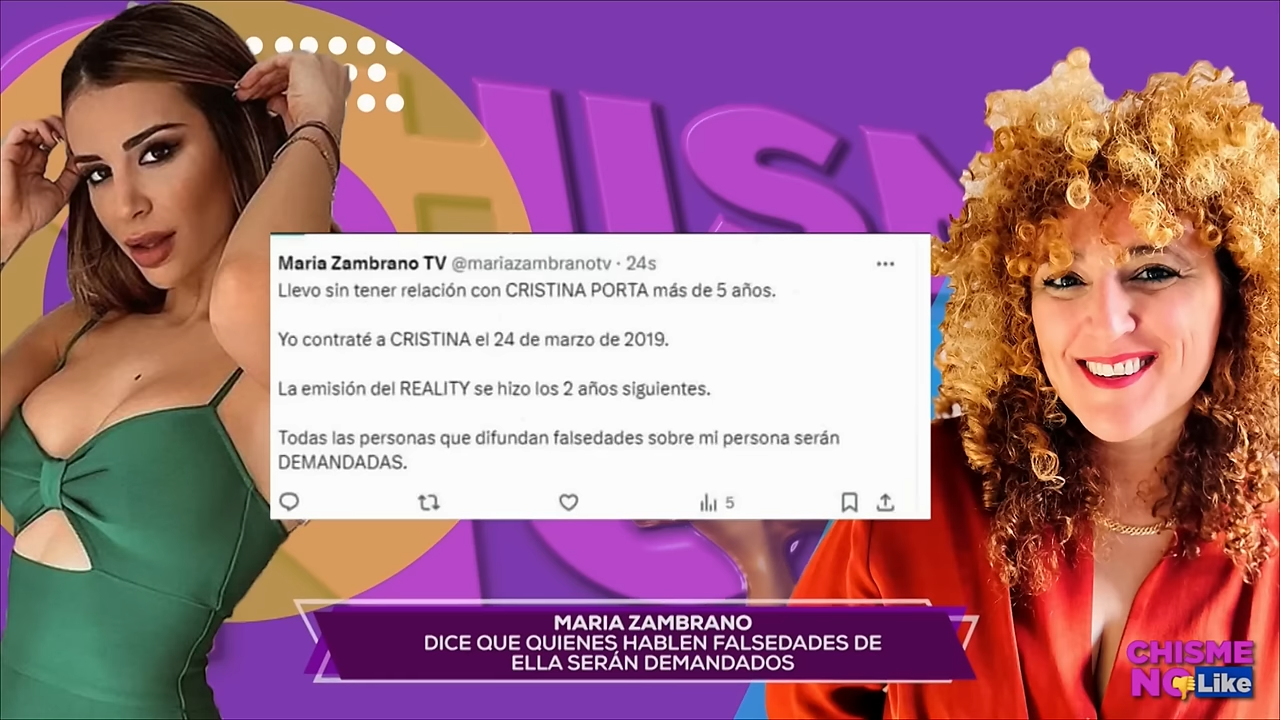 CHISM
Maria Zambrano TV @mariazambranotv · 24s
Llevo sin tener relación con CRISTINA PORTA más de 5 años.
Yo contraté a CRISTINA el 24 de marzo de 2019.
La emisión del REALITY se hizo los 2 años siguientes.
Todas las personas que difundan falsedades sobre mi persona serán
DEMANDADAS.
5
MARIA ZAMBRANO
DICE QUE QUIENES HABLEN FALSEDADES DE
ELLA SERÁN DEMANDADOS
CHISME
NO Like